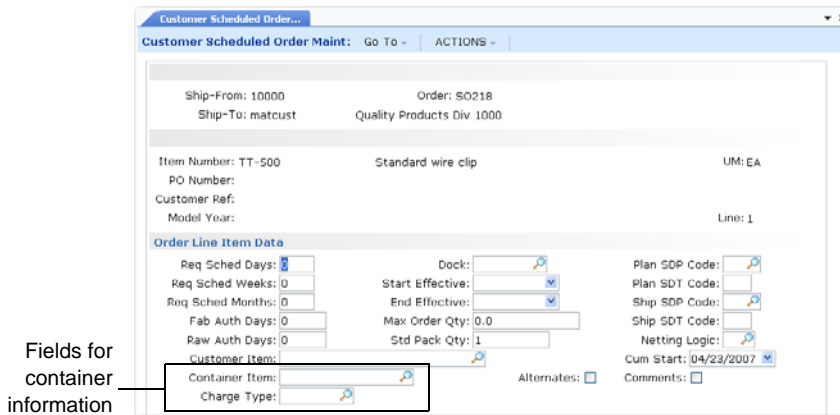 Customer Scheduled Order...
Customer Scheduled Order Maint: Go To ACTIONS
Ship-From: 10000 Order: SO218
Ship-To: matcust Quality Products Div 1000
Item Number: TT-500 Standard wire clip UM: EA
PO Number:
Customer Ref:
Model Year: Line: 1
Order Line Item Data
Req Sched Days: 0 Dock: Plan SDP Code:
Req Sched Weeks: 0 Start Effective: Plan SDT Code:
Req Sched Months: 0 End Effective: Ship SDP Code:
Fab Auth Days: 0 Max Order Qty: 0.0 Ship SDT Code:
Raw Auth Days: 0 Std Pack Qty: 1 Netting Logic:
Customer Item: Cum Start: 04/23/2007
Container Item: Alternates: Comments:
Charge Type:
Fields for
container
information